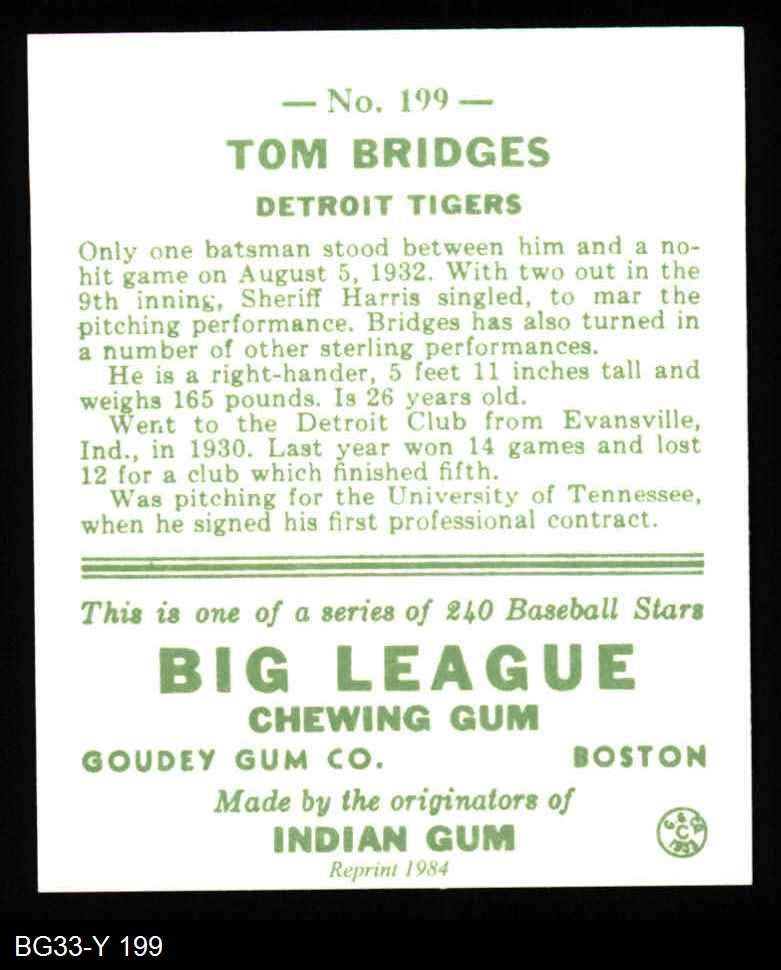 — No. 199 —
TOM BRIDGES
DETROIT TIGERS
Only one batsman stood between him and a no-
hit game on August 5, 1932. With two out in the
9th inning, Sheriff Harris singled, to mar the
pitching performance. Bridges has also turned in
a number of other sterling performances.
He is a right-hander, 5 feet 11 inches tall and
weighs 165 pounds. Is 26 years old.
Went to the Detroit Club from Evansville,
Ind., in 1930. Last year won 14 games and lost
12 for a club which finished fifth.
Was pitching for the University of Tennessee,
when he signed his first professional contract.
This is one of a series of 240 Baseball Stars
BIG LEAGUE
CHEWING GUM
GOUDEY GUM CO. BOSTON
Made by the originators of
INDIAN GUM
G. G. CO.
C
1933
Reprint 1984
BG33-Y 199